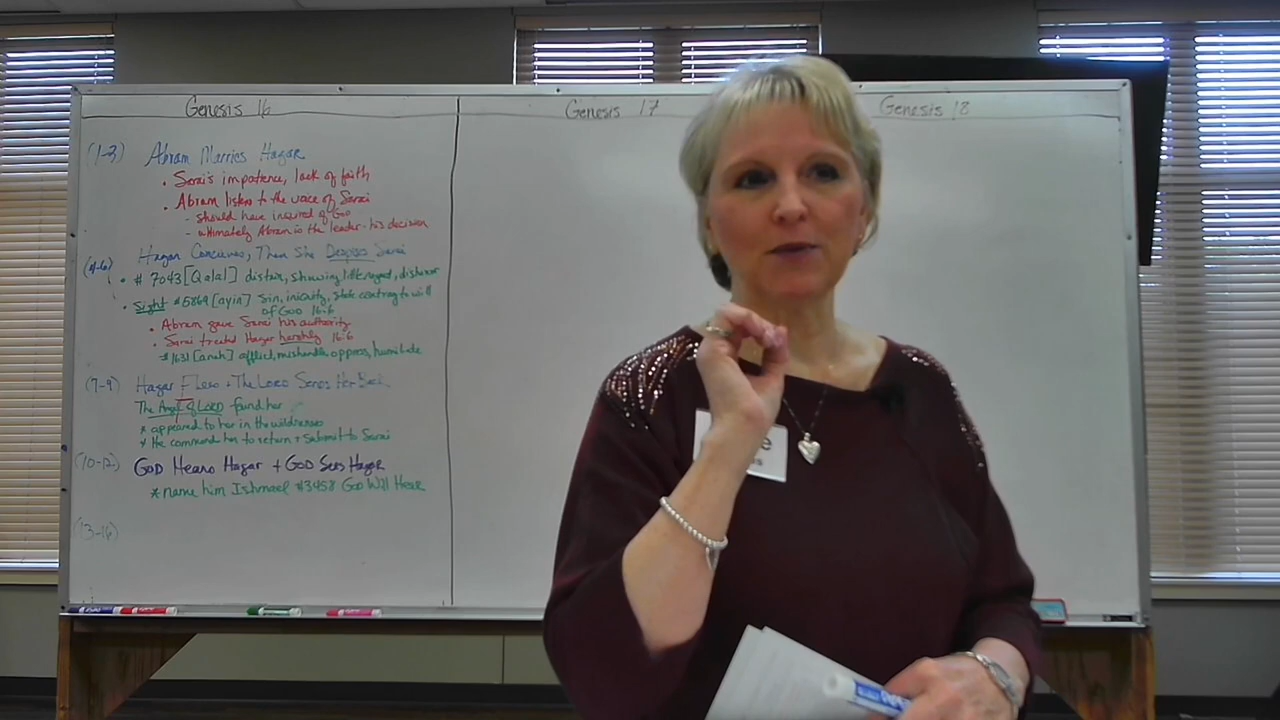 Genesis 16
Genesis 17
Genesis 18
(1-3) Abram Marries Hagar
• Sarai's impatience, lack of faith
• Abram listens to the voice of Sarai
- should have inquired of God
- ultimately Abram is the leader - his decision
(4-6) Hagar Conceives, Then She Despises Sarai
• # 7043 [Qalal] disdain, showing regard, dishonor
• Sight #5869 [ayin] sin, iniquity, state contrary to will
of God 16:6
• Abram gave Sarai his authority
• Sarai treated Hagar harshly 16:6
[anah] afflict, mishandle, oppress, humiliate
(7-9) Hagar Flees + The LORD Sends Her Back
The Angel of LORD found her
* appeared to her in the wilderness
* He command her to return + submit to Sarai
(10-12) GOD Hears Hagar + GOD Sees Hagar
* name him Ishmael #3458 God Will Hear
(13-16)